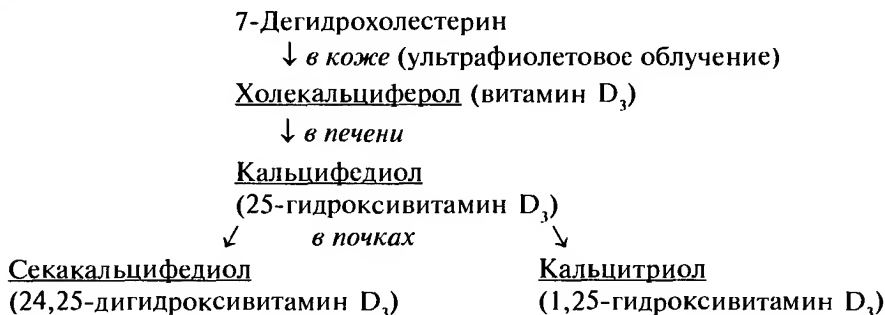 7-Дегидрохолестерин
↓ в коже (ультрафиолетовое облучение)
Холекальциферол (витамин D₃)
↓ в печени
Кальцифедиол
(25-гидроксивитамин D₃)
↙ в почках ↘
Секакальцифедиол Кальцитриол
(24,25-дигидроксивитамин D₃) (1,25-гидроксивитамин D₃)